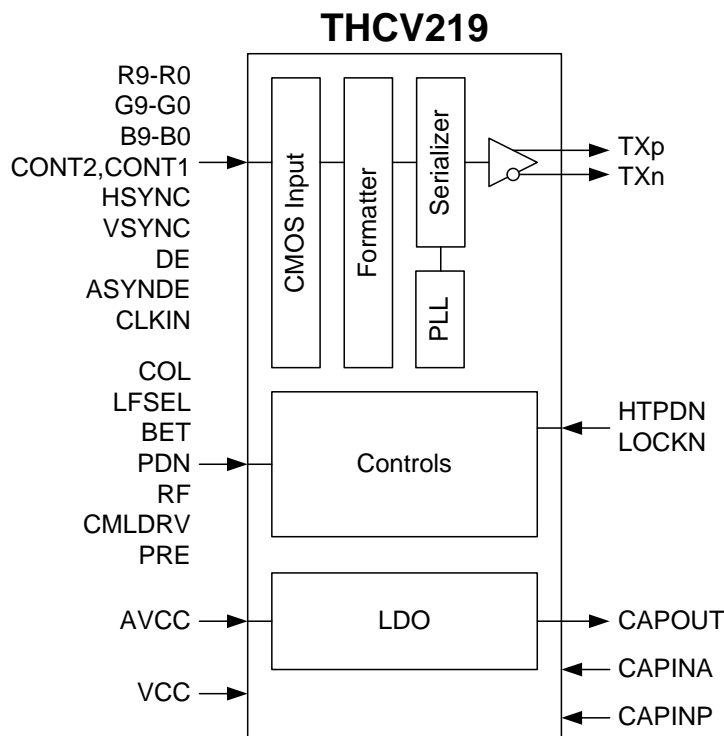 THCV219
R9-R0
G9-G0
B9-B0
CONT2,CONT1
HSYNC
VSYNC
DE
ASYNDE
CLKIN
CMOS Input
Formatter
Serializer
PLL
TXp
TXn
COL
LFSEL
BET
PDN
RF
CMLDRV
PRE
Controls
HTPDN
LOCKN
AVCC
LDO
CAPOUT
CAPINA
VCC
CAPINP